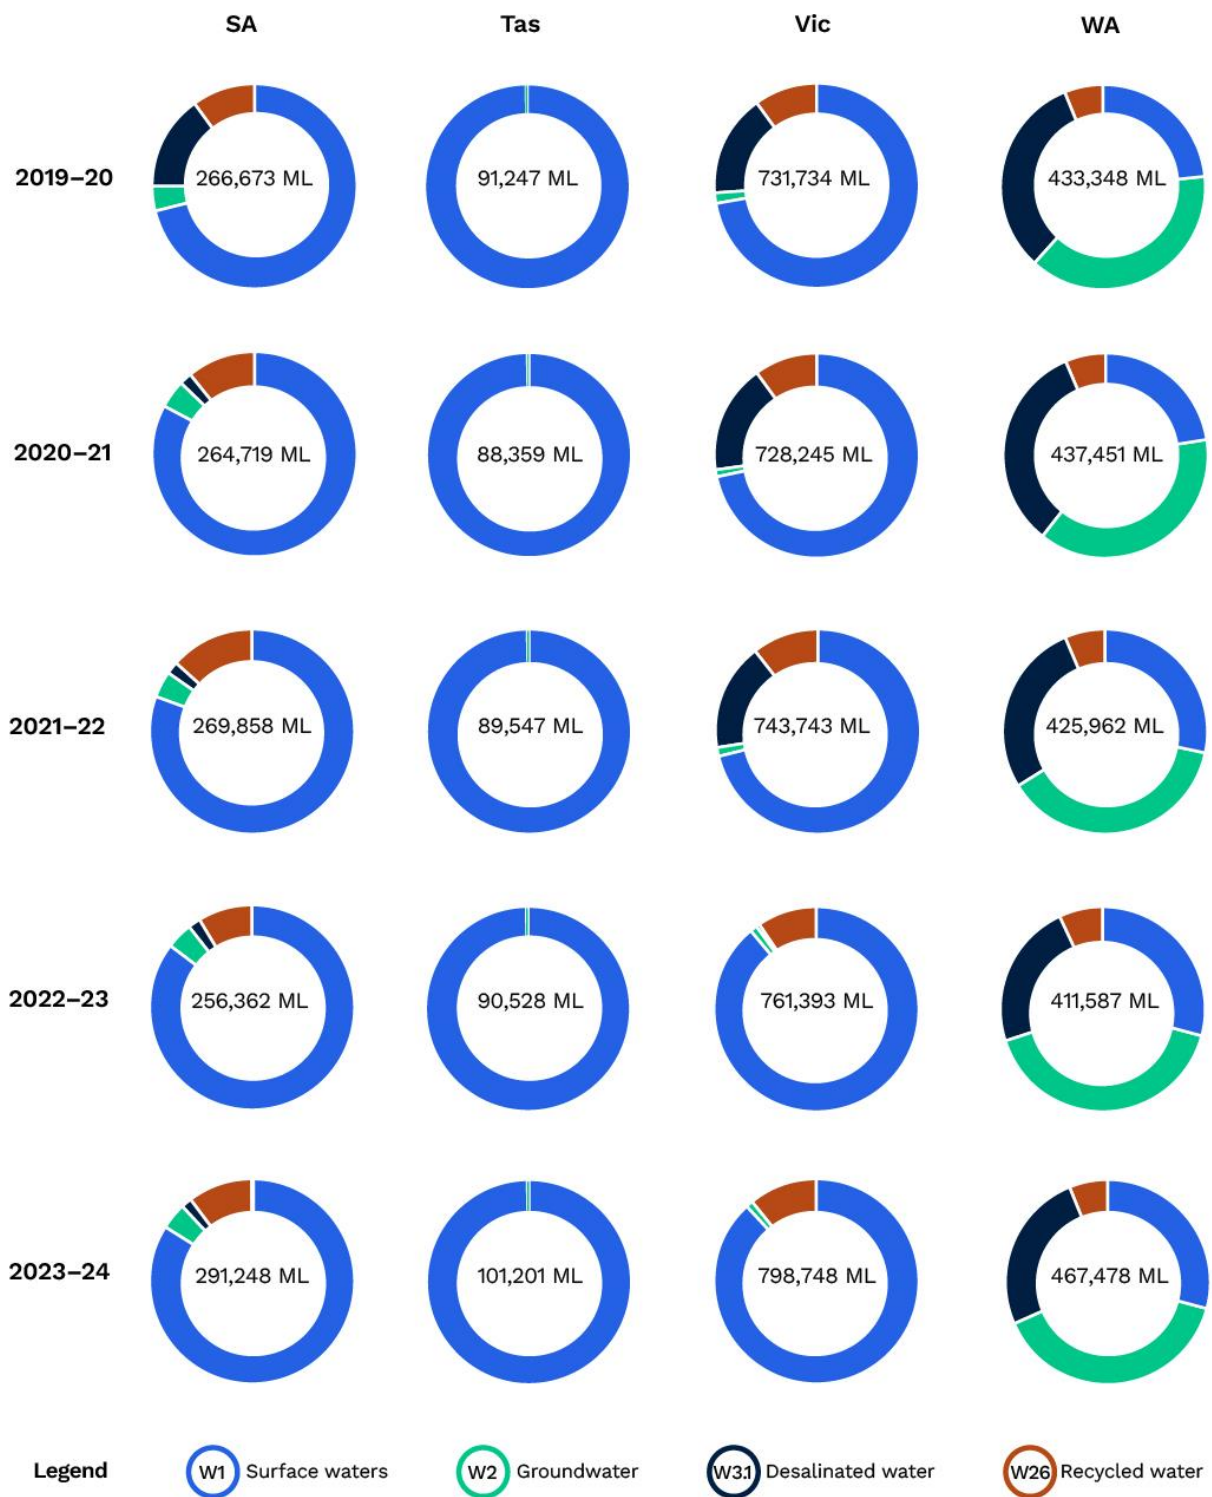 SA Tas Vic WA
2019–20 266,673 ML 91,247 ML 731,734 ML 433,348 ML
2020–21 264,719 ML 88,359 ML 728,245 ML 437,451 ML
2021–22 269,858 ML 89,547 ML 743,743 ML 425,962 ML
2022–23 256,362 ML 90,528 ML 761,393 ML 411,587 ML
2023–24 291,248 ML 101,201 ML 798,748 ML 467,478 ML
Legend W1 Surface waters W2 Groundwater W3.1 Desalinated water W26 Recycled water